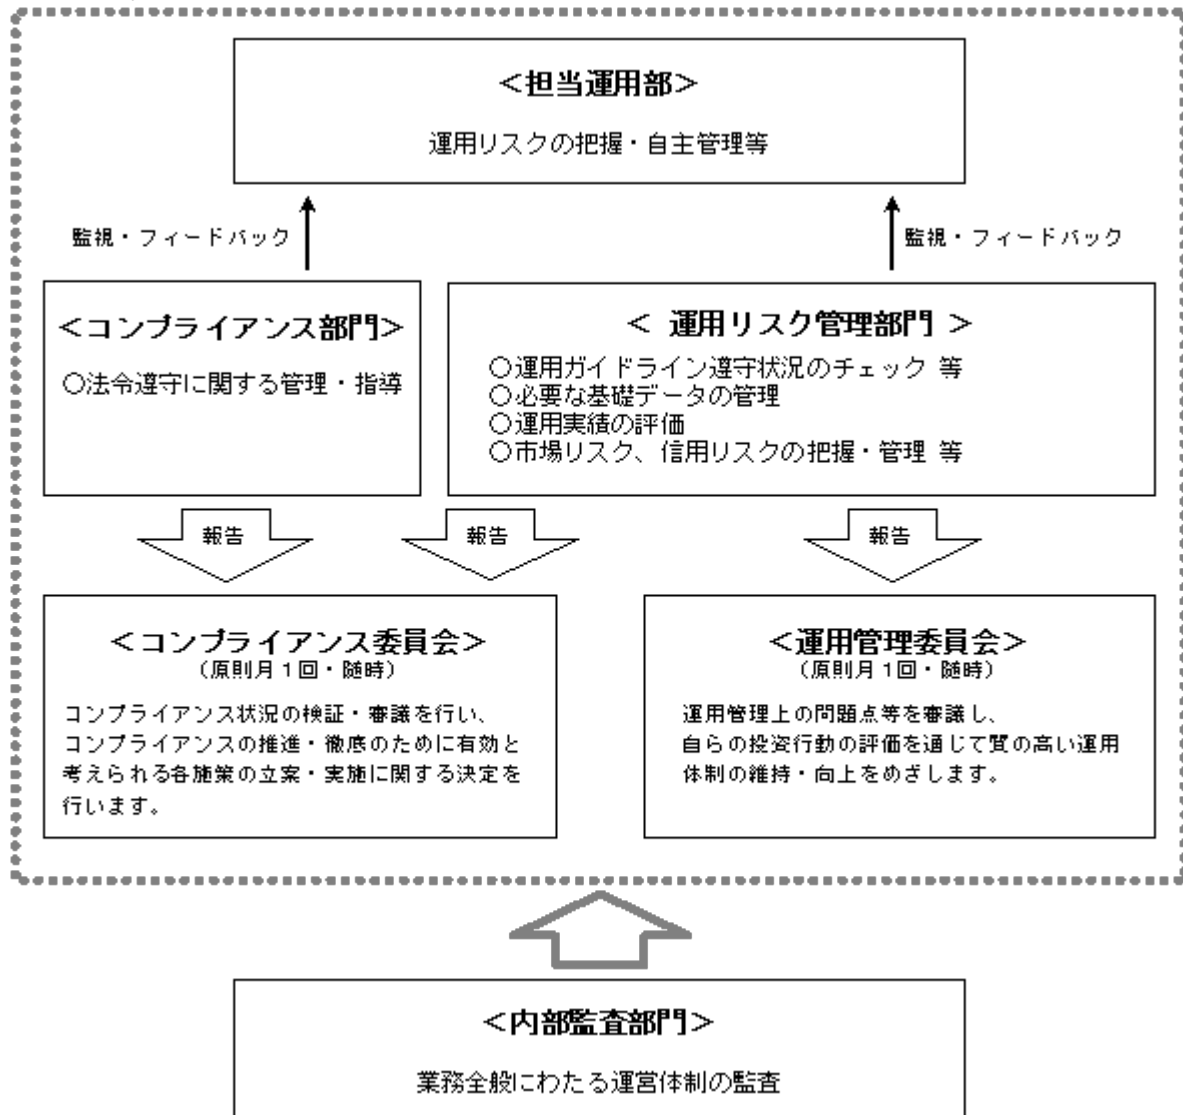 ＜担当運用部＞
運用リスクの把握・自主管理等
監視・フィードバック
監視・フィードバック
＜コンプライアンス部門＞
○法令遵守に関する管理・指導
＜ 運用リスク管理部門 ＞
○運用ガイドライン遵守状況のチェック 等
○必要な基礎データの管理
○運用実績の評価
○市場リスク、信用リスクの把握・管理 等
報告
報告
報告
＜コンプライアンス委員会＞
（原則月１回・随時）
コンプライアンス状況の検証・審議を行い、
コンプライアンスの推進・徹底のために有効と
考えられる各施策の立案・実施に関する決定を
行います。
＜運用管理委員会＞
（原則月１回・随時）
運用管理上の問題点等を審議し、
自らの投資行動の評価を通じて質の高い運用
体制の維持・向上をめざします。
＜内部監査部門＞
業務全般にわたる運営体制の監査